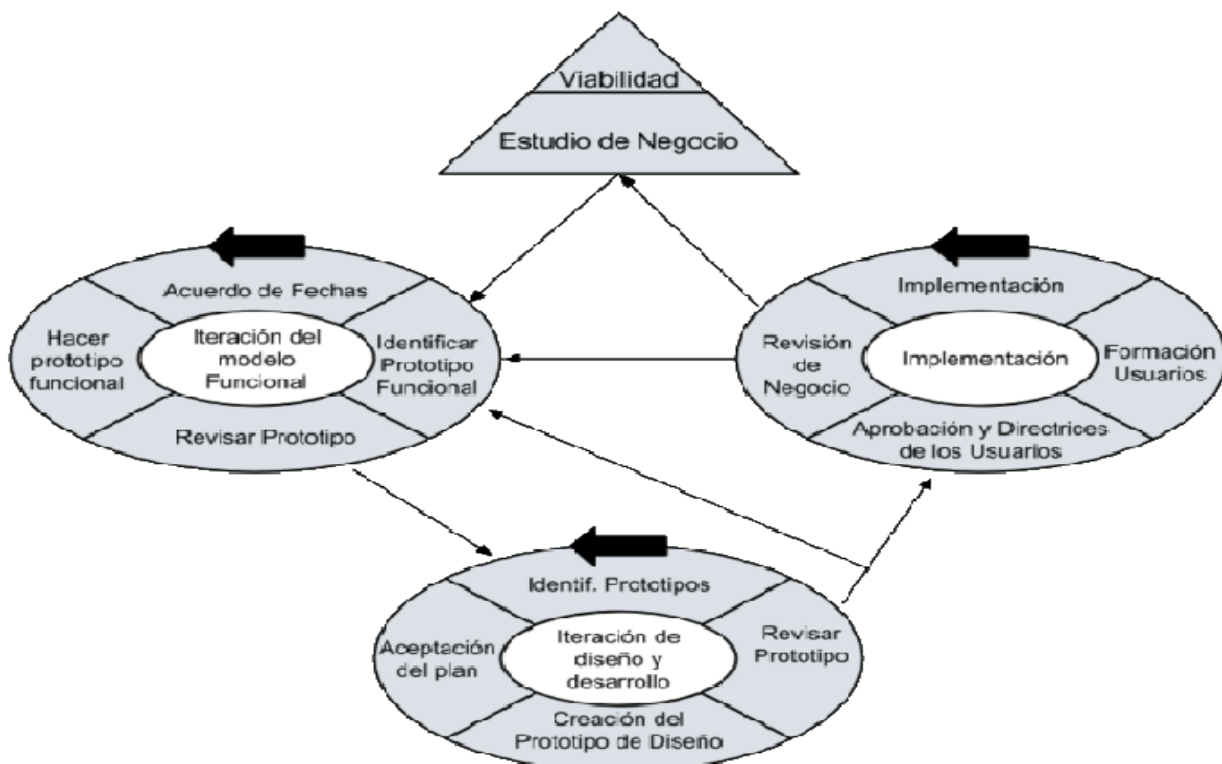 Viabilidad
Estudio de Negocio
Acuerdo de Fechas
Hacer
prototipo
funcional
Iteración del
modelo
Funcional
Identificar
Prototipo
Funcional
Revisar Prototipo
Implementación
Revisión
de
Negocio
Implementación
Formación
Usuarios
Aprobación y Directrices
de los Usuarios
Identif. Prototipos
Aceptación
del plan
Iteración de
diseño y
desarrollo
Revisar
Prototipo
Creación del
Prototipo de Diseño